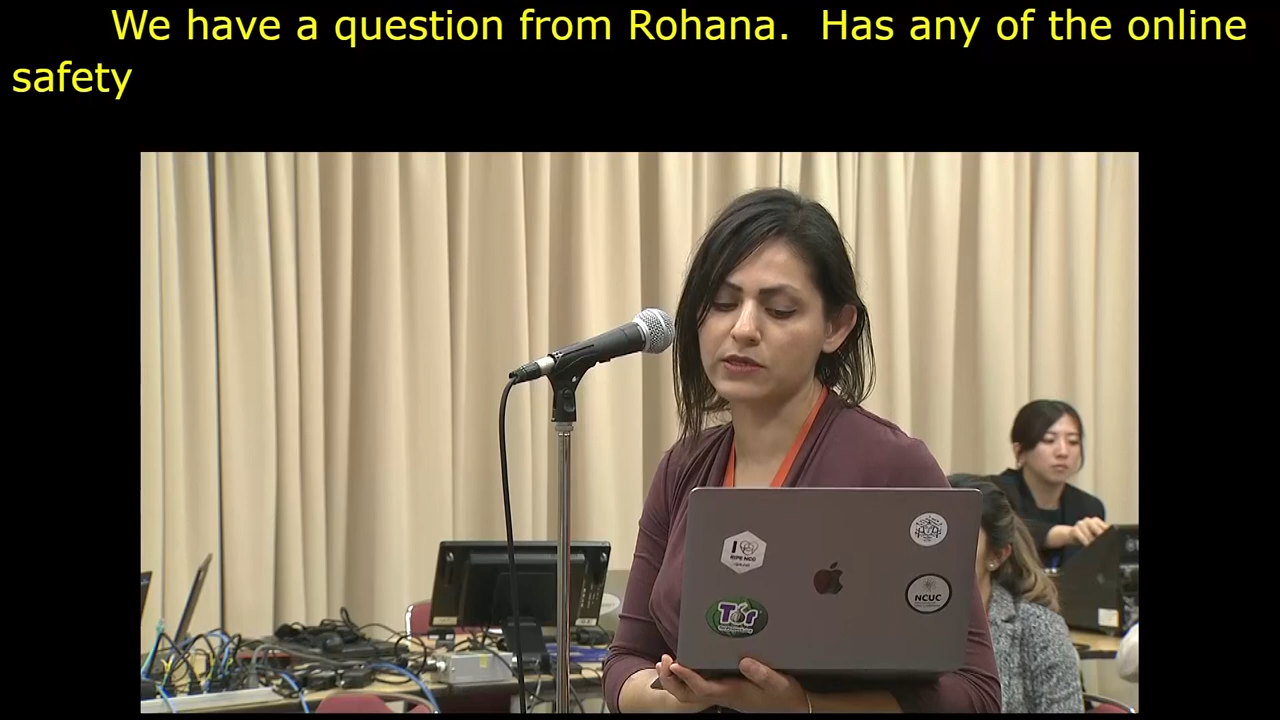 We have a question from Rohana.  Has any of the online
safety
I
RIPE NCC
Tor
NCUC